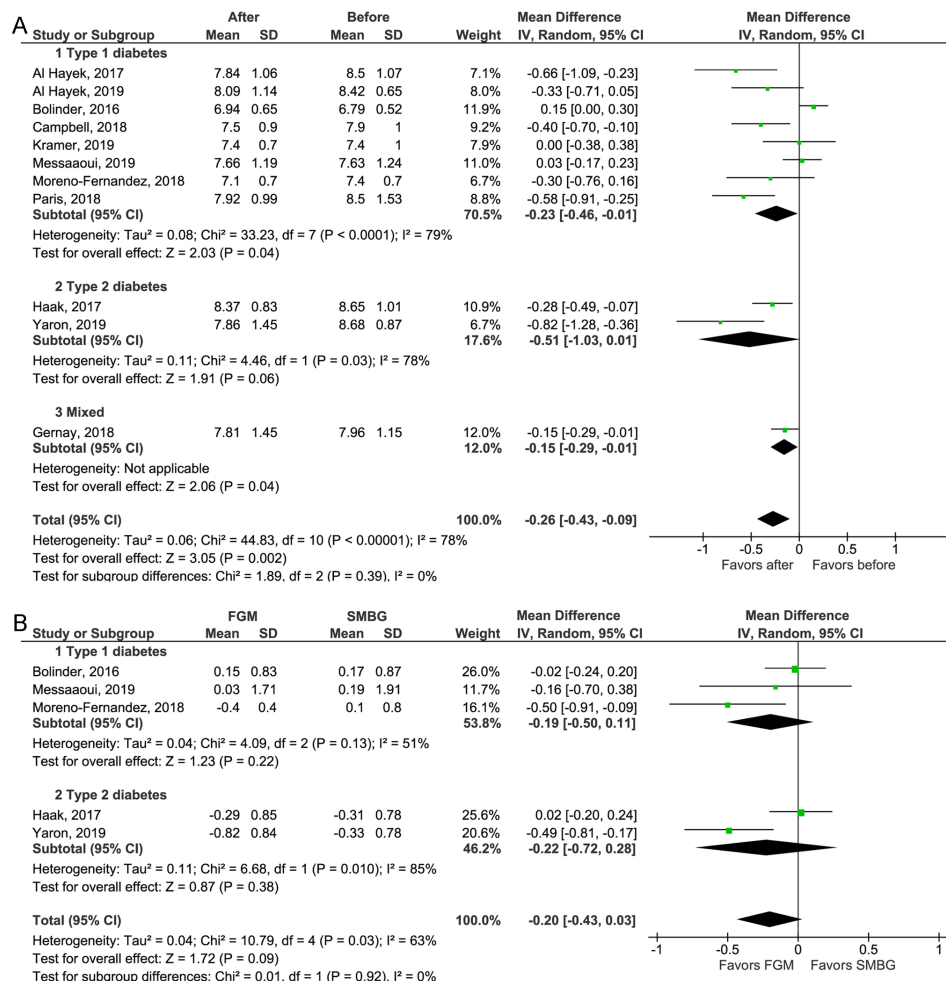 A
After Before Mean Difference Mean Difference
Study or Subgroup Mean SD Mean SD Weight IV, Random, 95% CI IV, Random, 95% CI
1 Type 1 diabetes
Al Hayek, 2017 7.84 1.06 8.5 1.07 7.1% -0.66 [-1.09, -0.23]
Al Hayek, 2019 8.09 1.14 8.42 0.65 8.0% -0.33 [-0.71, 0.05]
Bolinder, 2016 6.94 0.65 6.79 0.52 11.9% 0.15 [0.00, 0.30]
Campbell, 2018 7.5 0.9 7.9 1 9.2% -0.40 [-0.70, -0.10]
Kramer, 2019 7.4 0.7 7.4 1 7.9% 0.00 [-0.38, 0.38]
Messaaoui, 2019 7.66 1.19 7.63 1.24 11.0% 0.03 [-0.17, 0.23]
Moreno-Fernandez, 2018 7.1 0.7 7.4 0.7 6.7% -0.30 [-0.76, 0.16]
Paris, 2018 7.92 0.99 8.5 1.53 8.8% -0.58 [-0.91, -0.25]
Subtotal (95% CI) 70.5% -0.23 [-0.46, -0.01]
Heterogeneity: Tau² = 0.08; Chi² = 33.23, df = 7 (P < 0.0001); I² = 79%
Test for overall effect: Z = 2.03 (P = 0.04)
2 Type 2 diabetes
Haak, 2017 8.37 0.83 8.65 1.01 10.9% -0.28 [-0.49, -0.07]
Yaron, 2019 7.86 1.45 8.68 0.87 6.7% -0.82 [-1.28, -0.36]
Subtotal (95% CI) 17.6% -0.51 [-1.03, 0.01]
Heterogeneity: Tau² = 0.11; Chi² = 4.46, df = 1 (P = 0.03); I² = 78%
Test for overall effect: Z = 1.91 (P = 0.06)
3 Mixed
Gernay, 2018 7.81 1.45 7.96 1.15 12.0% -0.15 [-0.29, -0.01]
Subtotal (95% CI) 12.0% -0.15 [-0.29, -0.01]
Heterogeneity: Not applicable
Test for overall effect: Z = 2.06 (P = 0.04)
Total (95% CI) 100.0% -0.26 [-0.43, -0.09]
Heterogeneity: Tau² = 0.06; Chi² = 44.83, df = 10 (P < 0.00001); I² = 78%
Test for overall effect: Z = 3.05 (P = 0.002)
Test for subgroup differences: Chi² = 1.89, df = 2 (P = 0.39), I² = 0%
-1 -0.5 0 0.5 1
Favors after Favors before
B
FGM SMBG Mean Difference Mean Difference
Study or Subgroup Mean SD Mean SD Weight IV, Random, 95% CI IV, Random, 95% CI
1 Type 1 diabetes
Bolinder, 2016 0.15 0.83 0.17 0.87 26.0% -0.02 [-0.24, 0.20]
Messaaoui, 2019 0.03 1.71 0.19 1.91 11.7% -0.16 [-0.70, 0.38]
Moreno-Fernandez, 2018 -0.4 0.4 0.1 0.8 16.1% -0.50 [-0.91, -0.09]
Subtotal (95% CI) 53.8% -0.19 [-0.50, 0.11]
Heterogeneity: Tau² = 0.04; Chi² = 4.09, df = 2 (P = 0.13); I² = 51%
Test for overall effect: Z = 1.23 (P = 0.22)
2 Type 2 diabetes
Haak, 2017 -0.29 0.85 -0.31 0.78 25.6% 0.02 [-0.20, 0.24]
Yaron, 2019 -0.82 0.84 -0.33 0.78 20.6% -0.49 [-0.81, -0.17]
Subtotal (95% CI) 46.2% -0.22 [-0.72, 0.28]
Heterogeneity: Tau² = 0.11; Chi² = 6.68, df = 1 (P = 0.010); I² = 85%
Test for overall effect: Z = 0.87 (P = 0.38)
Total (95% CI) 100.0% -0.20 [-0.43, 0.03]
Heterogeneity: Tau² = 0.04; Chi² = 10.79, df = 4 (P = 0.03); I² = 63%
Test for overall effect: Z = 1.72 (P = 0.09)
Test for subgroup differences: Chi² = 0.01, df = 1 (P = 0.92), I² = 0%
-1 -0.5 0 0.5 1
Favors FGM Favors SMBG